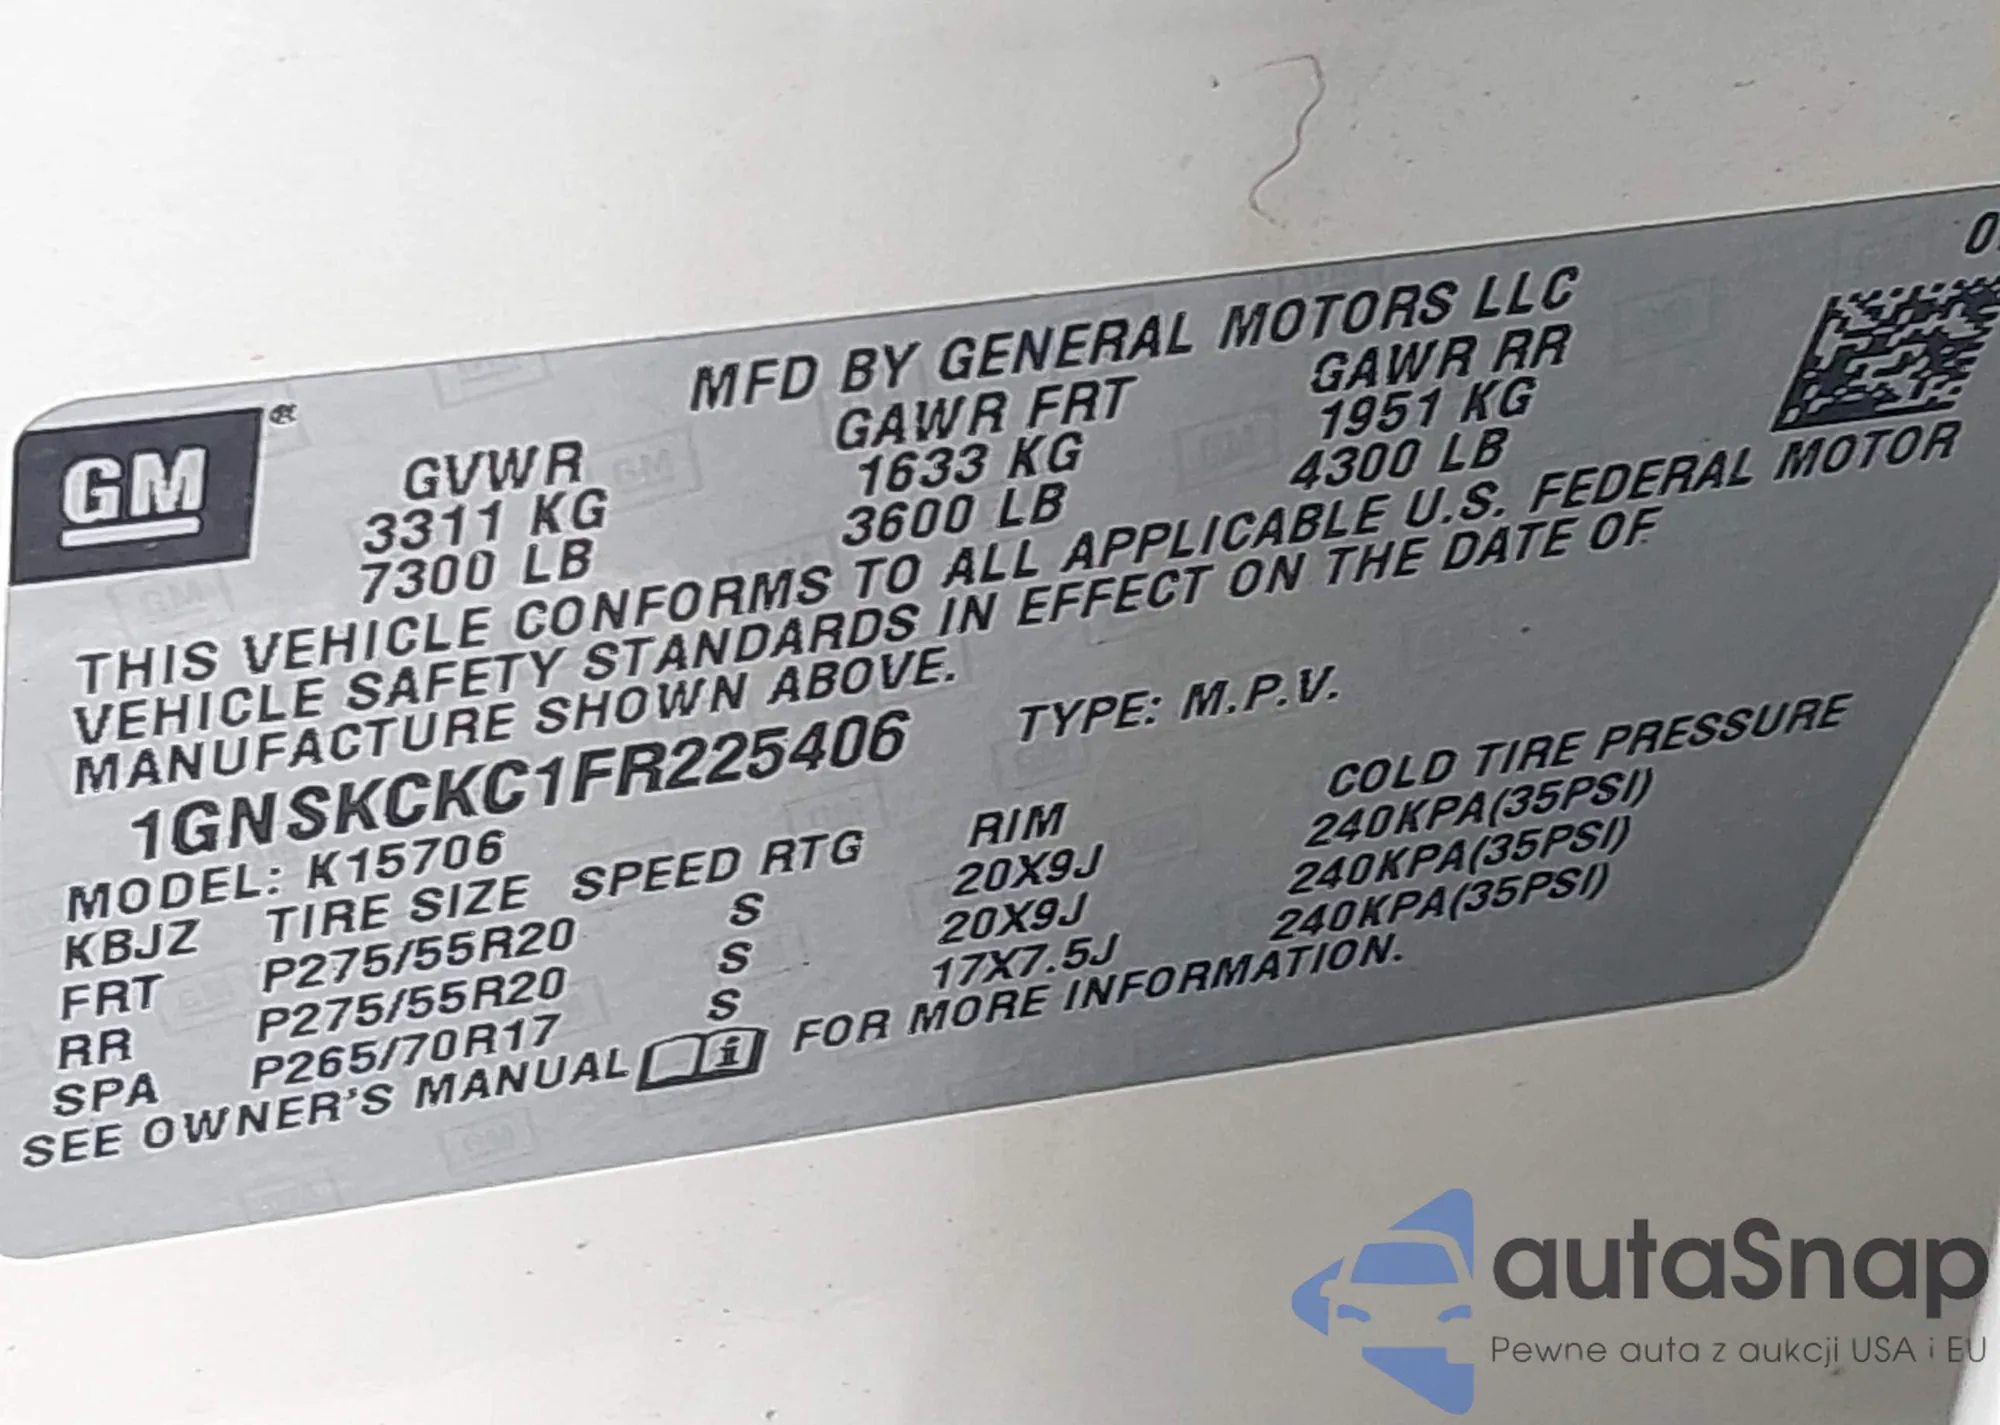 0
MFD BY GENERAL MOTORS LLC
GM ®
GVWR GAWR FRT GAWR RR
3311 KG 1633 KG 1951 KG
7300 LB 3600 LB 4300 LB
THIS VEHICLE CONFORMS TO ALL APPLICABLE U.S. FEDERAL MOTOR
VEHICLE SAFETY STANDARDS IN EFFECT ON THE DATE OF
MANUFACTURE SHOWN ABOVE.
1GNSKCKC1FR225406 TYPE: M.P.V.
MODEL: K15706
KBJZ TIRE SIZE SPEED RTG RIM COLD TIRE PRESSURE
FRT P275/55R20 S 20X9J 240KPA(35PSI)
RR P275/55R20 S 20X9J 240KPA(35PSI)
SPA P265/70R17 S 17X7.5J 240KPA(35PSI)
SEE OWNER'S MANUAL i FOR MORE INFORMATION.
autaSnap
Pewne auta z aukcji USA i EU